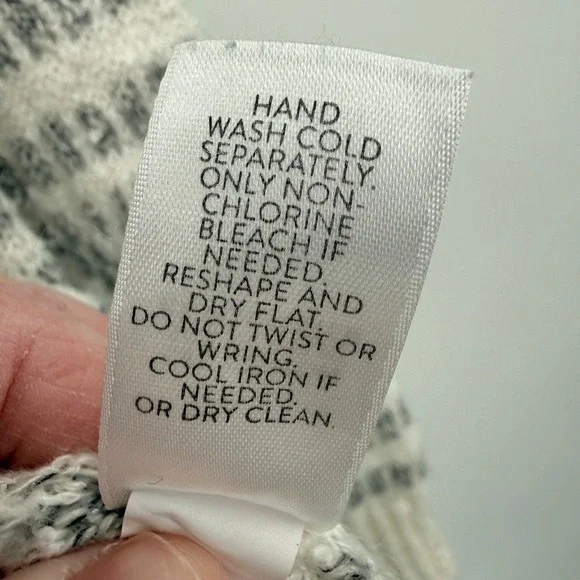 HAND
WASH COLD
SEPARATELY.
ONLY NON-
CHLORINE
BLEACH IF
NEEDED.
RESHAPE AND
DRY FLAT.
DO NOT TWIST OR
WRING.
COOL IRON IF
NEEDED.
OR DRY CLEAN.